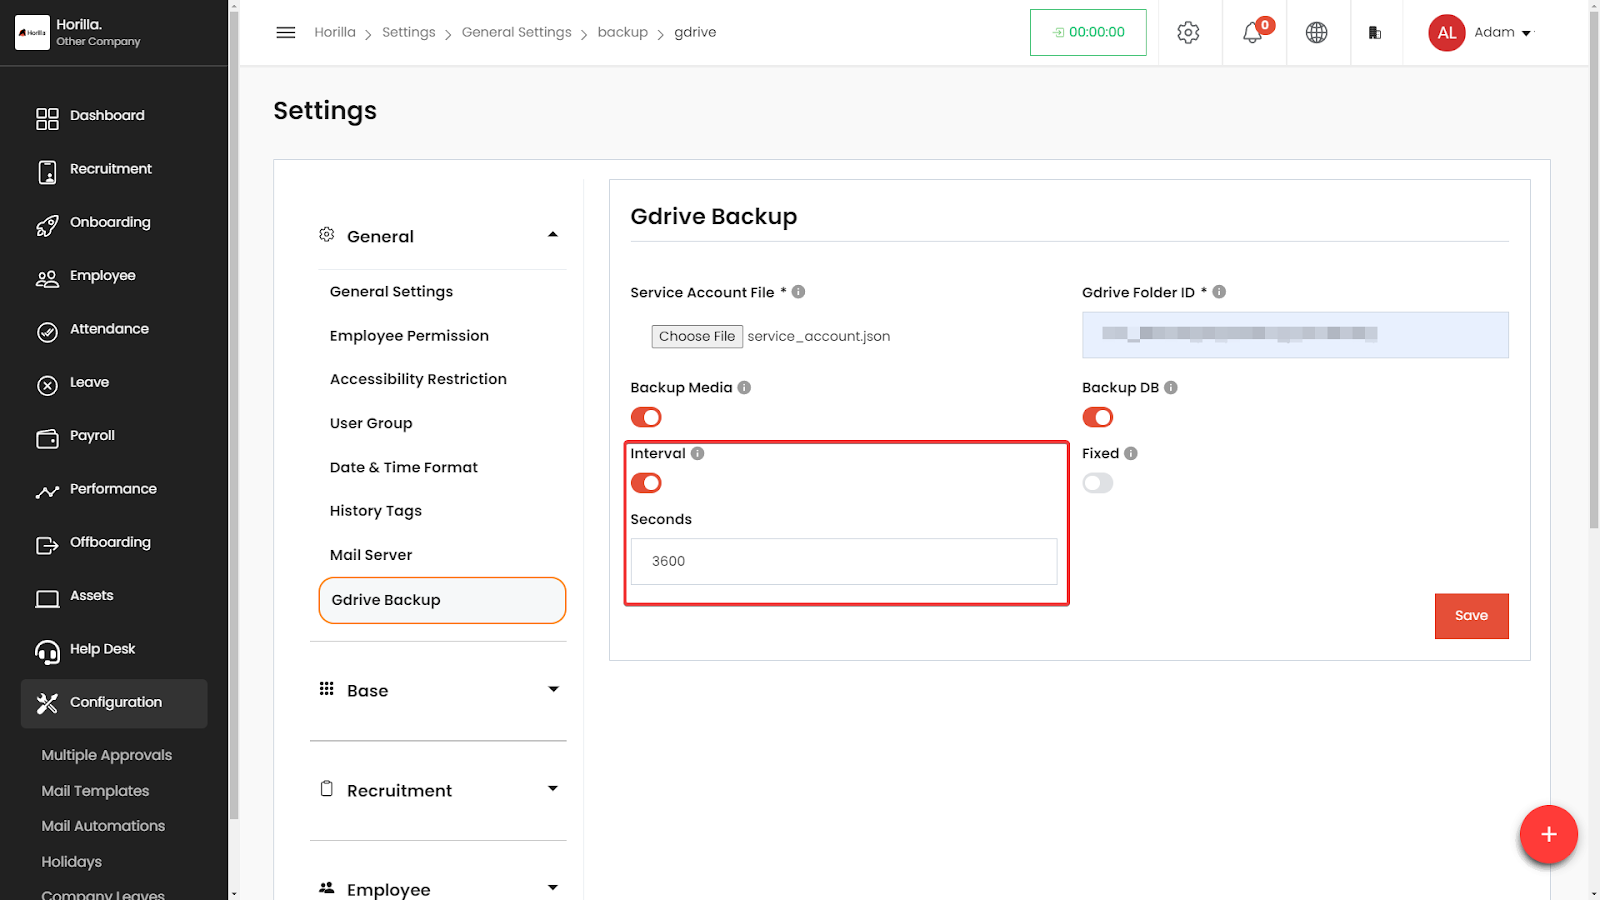 Horilla
Horilla.
Other Company
Dashboard
Recruitment
Onboarding
Employee
Attendance
Leave
Payroll
Performance
Offboarding
Assets
Help Desk
Configuration
Multiple Approvals
Mail Templates
Mail Automations
Holidays
Company Leaves
Horilla > Settings > General Settings > backup > gdrive
00:00:00
0
AL
Adam
Settings
General
General Settings
Employee Permission
Accessibility Restriction
User Group
Date & Time Format
History Tags
Mail Server
Gdrive Backup
Base
Recruitment
Employee
Gdrive Backup
Service Account File *
Choose File service_account.json
Gdrive Folder ID *
Backup Media
Backup DB
Interval
Fixed
Seconds
3600
Save
+